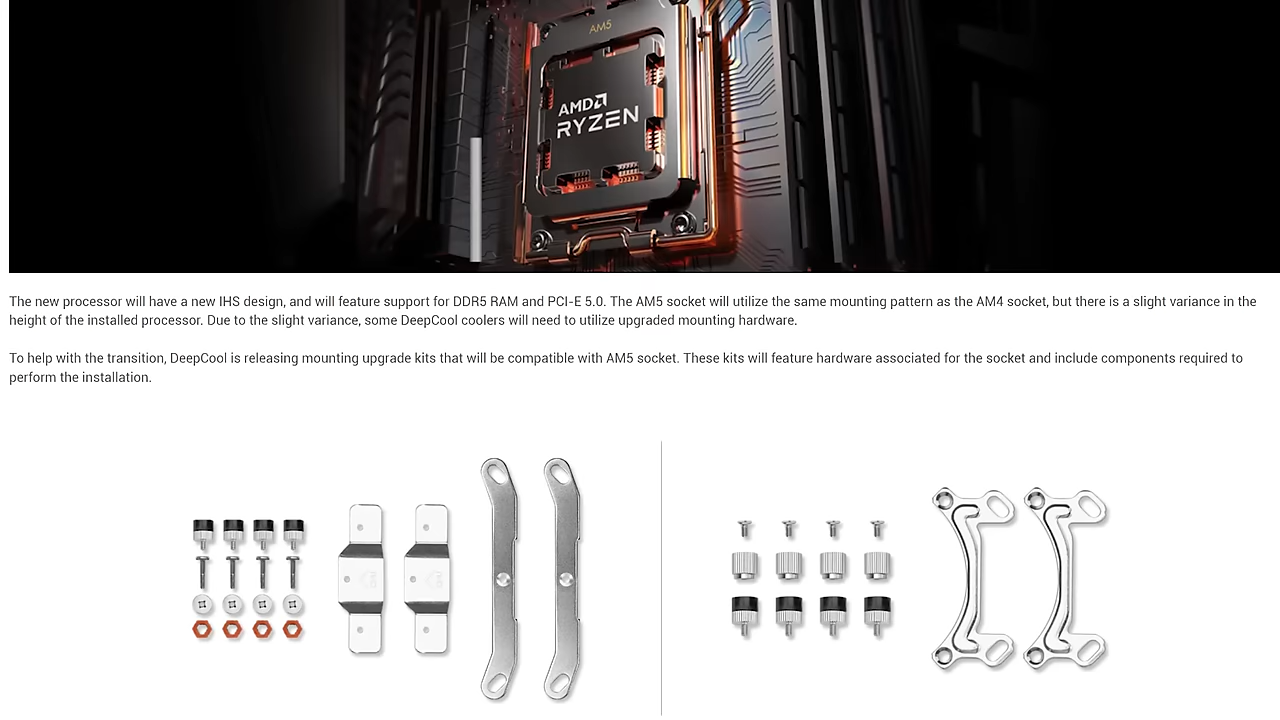 AM5
AMD
RYZEN
The new processor will have a new IHS design, and will feature support for DDR5 RAM and PCI-E 5.0. The AM5 socket will utilize the same mounting pattern as the AM4 socket, but there is a slight variance in the
height of the installed processor. Due to the slight variance, some DeepCool coolers will need to utilize upgraded mounting hardware.
To help with the transition, DeepCool is releasing mounting upgrade kits that will be compatible with AM5 socket. These kits will feature hardware associated for the socket and include components required to
perform the installation.